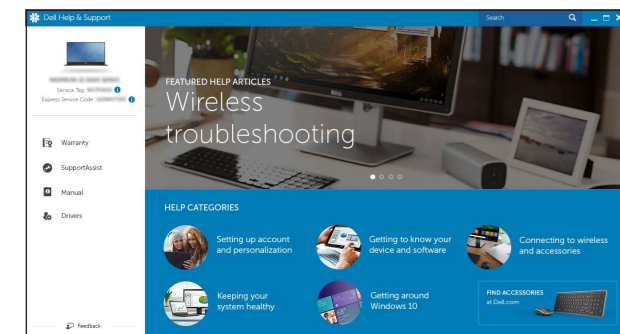 Dell Help & Support
Search
Service Tag
Express Service Code
Warranty
SupportAssist
Manual
Drivers
Feedback
FEATURED HELP ARTICLES
Wireless
troubleshooting
HELP CATEGORIES
Setting up account
and personalization
Getting to know your
device and software
Connecting to wireless
and accessories
Keeping your
system healthy
Getting around
Windows 10
FIND ACCESSORIES
at Dell.com